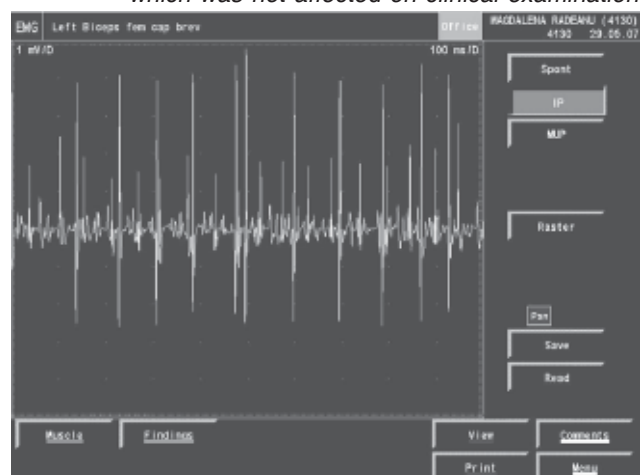 which was not affected on clinical examination
EMG Left Biceps fem cap brev Office MAGDALENA RADEANU (4130)
4130 29.05.07
1 mV/D 100 ms/D
Spont
IP
MUP
Raster
Pan
Save
Read
Muscle Findings View Comments
Print Menu